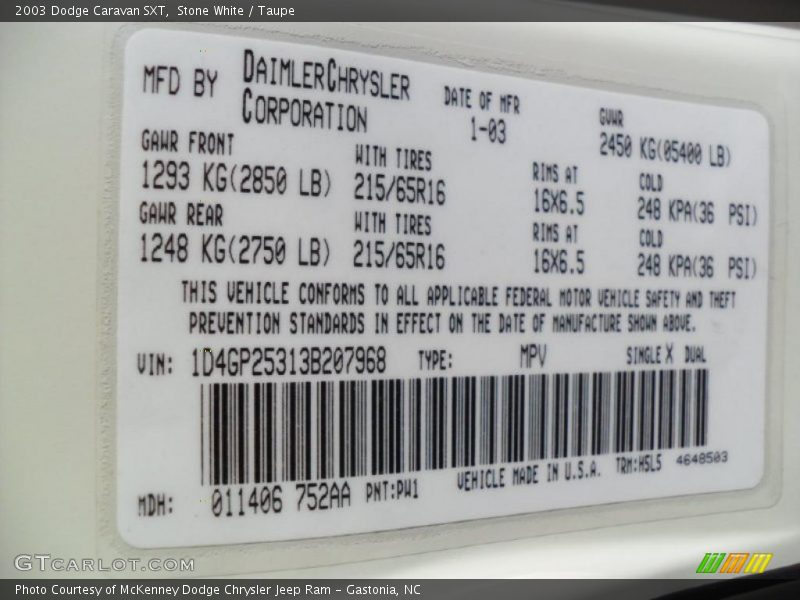 2003 Dodge Caravan SXT, Stone White / Taupe
MFD BY DAIMLERCHRYSLER CORPORATION
DATE OF MFR 1-03
GVWR 2450 KG(05400 LB)
GAWR FRONT
1293 KG(2850 LB)
WITH TIRES
215/65R16
RIMS AT
16X6.5
COLD
248 KPA(36 PSI)
GAWR REAR
1248 KG(2750 LB)
WITH TIRES
215/65R16
RIMS AT
16X6.5
COLD
248 KPA(36 PSI)
THIS VEHICLE CONFORMS TO ALL APPLICABLE FEDERAL MOTOR VEHICLE SAFETY AND THEFT
PREVENTION STANDARDS IN EFFECT ON THE DATE OF MANUFACTURE SHOWN ABOVE.
VIN: 1D4GP25313B207968 TYPE: MPV SINGLE X DUAL
MDH: 011406 752AA PNT:PW1 VEHICLE MADE IN U.S.A. TRM:H5L5 4648503
GTCARLOT.COM
Photo Courtesy of McKenney Dodge Chrysler Jeep Ram - Gastonia, NC